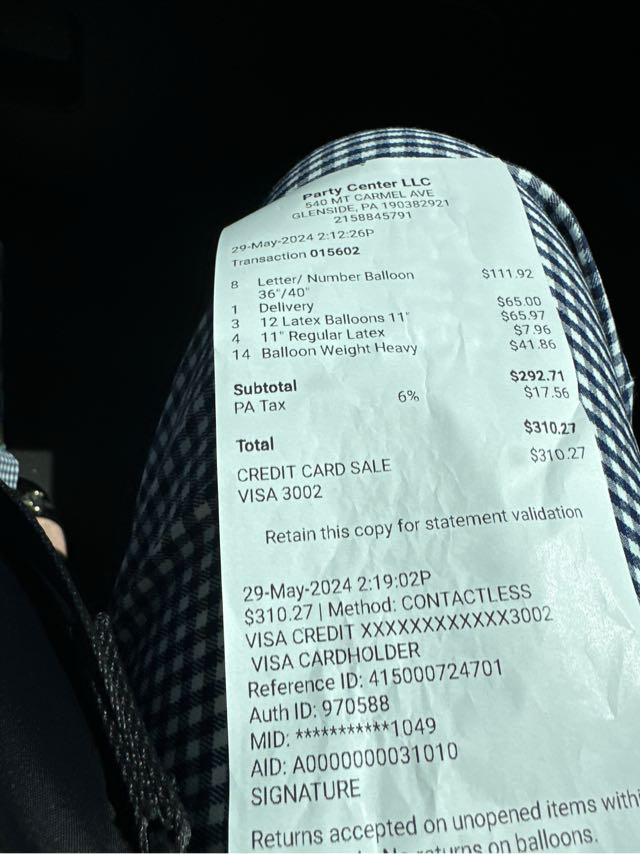 Party Center LLC
540 MT CARMEL AVE
GLENSIDE, PA 190382921
2158845791
29-May-2024 2:12:26P
Transaction 015602
8 Letter/ Number Balloon $111.92
36"/40"
1 Delivery $65.00
3 12 Latex Balloons 11" $65.97
4 11" Regular Latex $7.96
14 Balloon Weight Heavy $41.86
Subtotal $292.71
PA Tax 6% $17.56
Total $310.27
CREDIT CARD SALE $310.27
VISA 3002
Retain this copy for statement validation
29-May-2024 2:19:02P
$310.27 | Method: CONTACTLESS
VISA CREDIT XXXXXXXXXXXX3002
VISA CARDHOLDER
Reference ID: 415000724701
Auth ID: 970588
MID: ***********1049
AID: A0000000031010
SIGNATURE
Returns accepted on unopened items
on balloons.